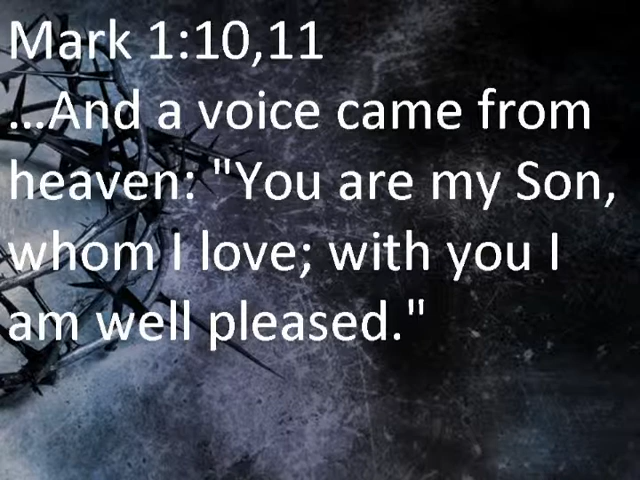 Mark 1:10,11
...And a voice came from
heaven: "You are my Son,
whom I love; with you I
am well pleased."